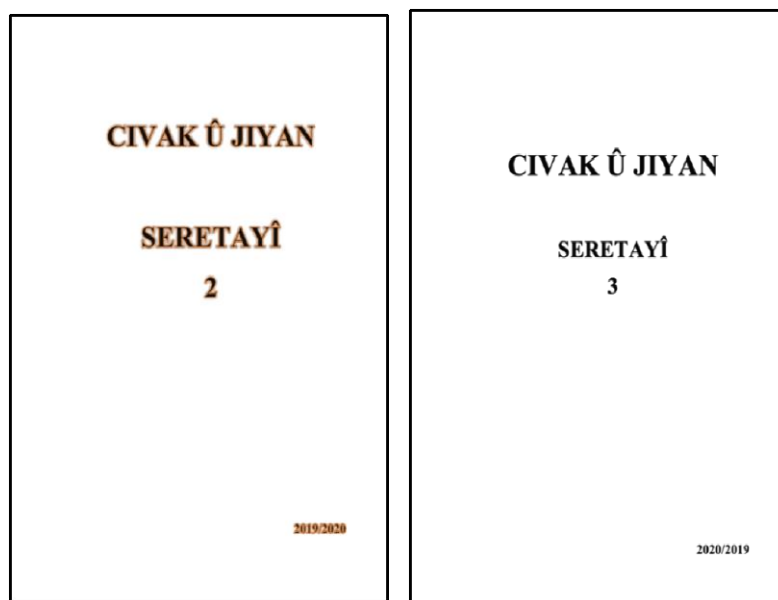 CIVAK Û JIYAN
SERETAYÎ
2
2019/2020
CIVAK Û JIYAN
SERETAYÎ
3
2020/2019